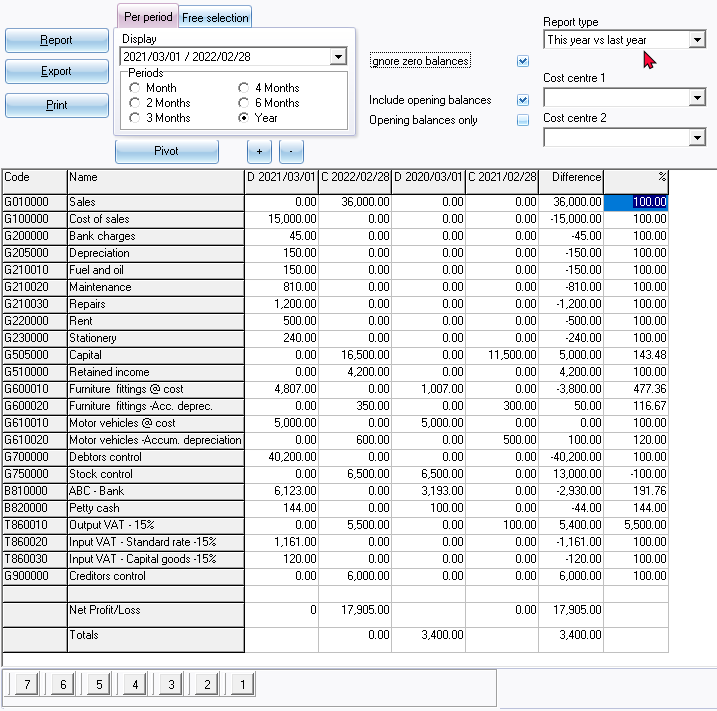 Per period Free selection
Report
Export
Print
Display
2021/03/01 / 2022/02/28
Periods
Month 4 Months
2 Months 6 Months
3 Months Year
Pivot + -
Ignore zero balances
Include opening balances
Opening balances only
Report type
This year vs last year
Cost centre 1
Cost centre 2
Code Name D 2021/03/01 C 2022/02/28 D 2020/03/01 C 2021/02/28 Difference %
G010000 Sales 0.00 36,000.00 0.00 0.00 36,000.00 100.00
G100000 Cost of sales 15,000.00 0.00 0.00 0.00 -15,000.00 100.00
G200000 Bank charges 45.00 0.00 0.00 0.00 -45.00 100.00
G205000 Depreciation 150.00 0.00 0.00 0.00 -150.00 100.00
G210010 Fuel and oil 150.00 0.00 0.00 0.00 -150.00 100.00
G210020 Maintenance 810.00 0.00 0.00 0.00 -810.00 100.00
G210030 Repairs 1,200.00 0.00 0.00 0.00 -1,200.00 100.00
G220000 Rent 500.00 0.00 0.00 0.00 -500.00 100.00
G230000 Stationery 240.00 0.00 0.00 0.00 -240.00 100.00
G505000 Capital 0.00 16,500.00 0.00 11,500.00 5,000.00 143.48
G510000 Retained income 0.00 4,200.00 0.00 0.00 4,200.00 100.00
G600010 Furniture fittings @ cost 4,807.00 0.00 1,007.00 0.00 -3,800.00 477.36
G600020 Furniture fittings -Acc. deprec. 0.00 350.00 0.00 300.00 50.00 116.67
G610010 Motor vehicles @ cost 5,000.00 0.00 5,000.00 0.00 0.00 100.00
G610020 Motor vehicles -Accum. depreciation 0.00 600.00 0.00 500.00 100.00 120.00
G700000 Debtors control 40,200.00 0.00 0.00 0.00 -40,200.00 100.00
G750000 Stock control 0.00 6,500.00 6,500.00 0.00 13,000.00 -100.00
B810000 ABC - Bank 6,123.00 0.00 3,193.00 0.00 -2,930.00 191.76
B820000 Petty cash 144.00 0.00 100.00 0.00 -44.00 144.00
T860010 Output VAT - 15% 0.00 5,500.00 0.00 100.00 5,400.00 5,500.00
T860020 Input VAT - Standard rate -15% 1,161.00 0.00 0.00 0.00 -1,161.00 100.00
T860030 Input VAT - Capital goods -15% 120.00 0.00 0.00 0.00 -120.00 100.00
G900000 Creditors control 0.00 6,000.00 0.00 0.00 6,000.00 100.00
Net Profit/Loss 0 17,905.00 0.00 17,905.00
Totals 0.00 3,400.00 3,400.00
7 6 5 4 3 2 1